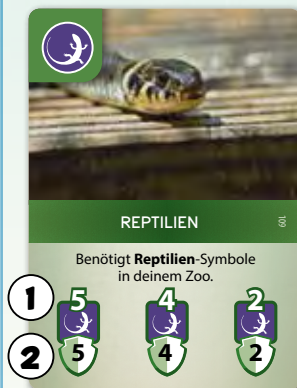 REPTILIEN
109
Benötigt Reptilien-Symbole
in deinem Zoo.
1 5 4 2
2 5 4 2